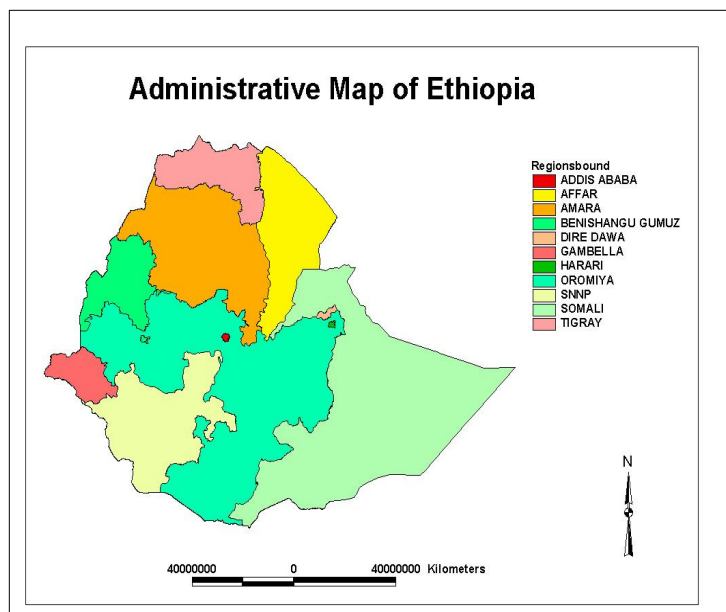 Administrative Map of Ethiopia
Regionsbound
ADDIS ABABA
AFFAR
AMARA
BENISHANGU GUMUZ
DIRE DAWA
GAMBELLA
HARARI
OROMIYA
SNNP
SOMALI
TIGRAY
N
40000000 0 40000000 Kilometers